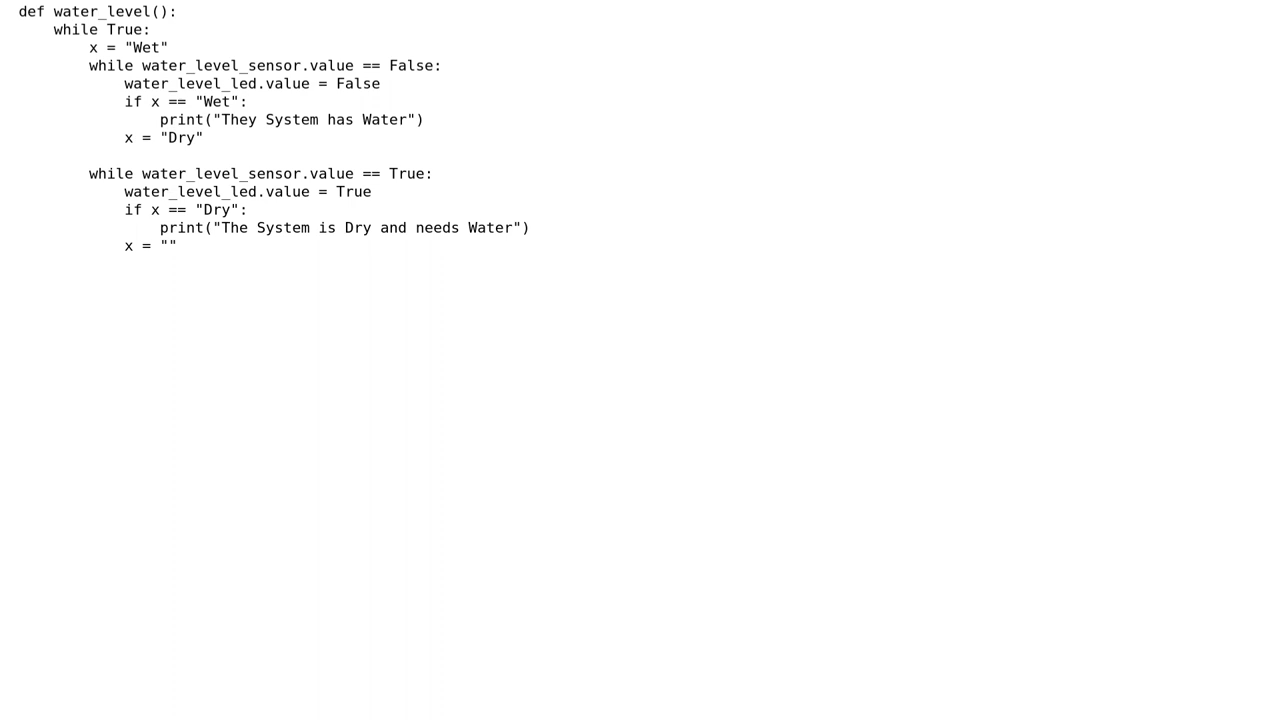 def water_level():
    while True:
        x = "Wet"
        while water_level_sensor.value == False:
            water_level_led.value = False
            if x == "Wet":
                print("They System has Water")
            x = "Dry"

        while water_level_sensor.value == True:
            water_level_led.value = True
            if x == "Dry":
                print("The System is Dry and needs Water")
            x = ""